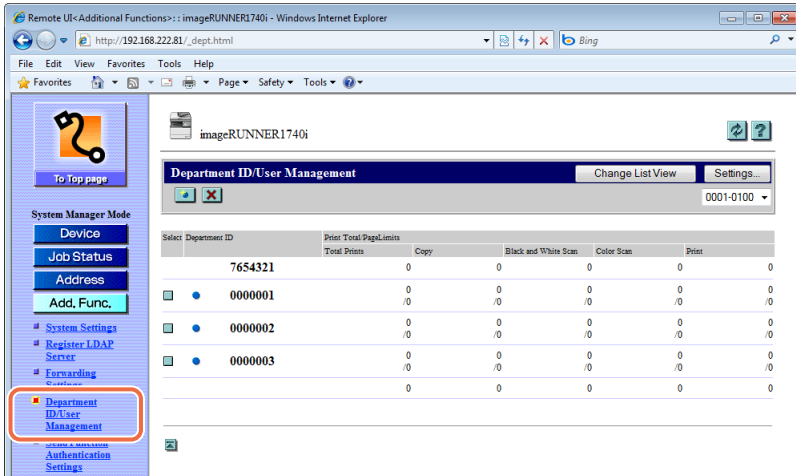 Remote UI<Additional Functions>: : imageRUNNER1740i - Windows Internet Explorer
http://192.168.222.81/_dept.html
Bing
File Edit View Favorites Tools Help
Favorites Page Safety Tools
imageRUNNER1740i
To Top page
Department ID/User Management Change List View Settings...
0001-0100
System Manager Mode
Device
Job Status
Address
Add. Func.
System Settings
Register LDAP
Server
Forwarding
Settings
Department
ID/User
Management
Send Function
Authentication
Settings
Select Department ID Print Total/PageLimits
Total Prints Copy Black and White Scan Color Scan Print
7654321 0 0 0 0 0
0000001 0 0 0 0 0
/0 /0 /0 /0 /0
0000002 0 0 0 0 0
/0 /0 /0 /0 /0
0000003 0 0 0 0 0
/0 /0 /0 /0 /0
0 0 0 0 0